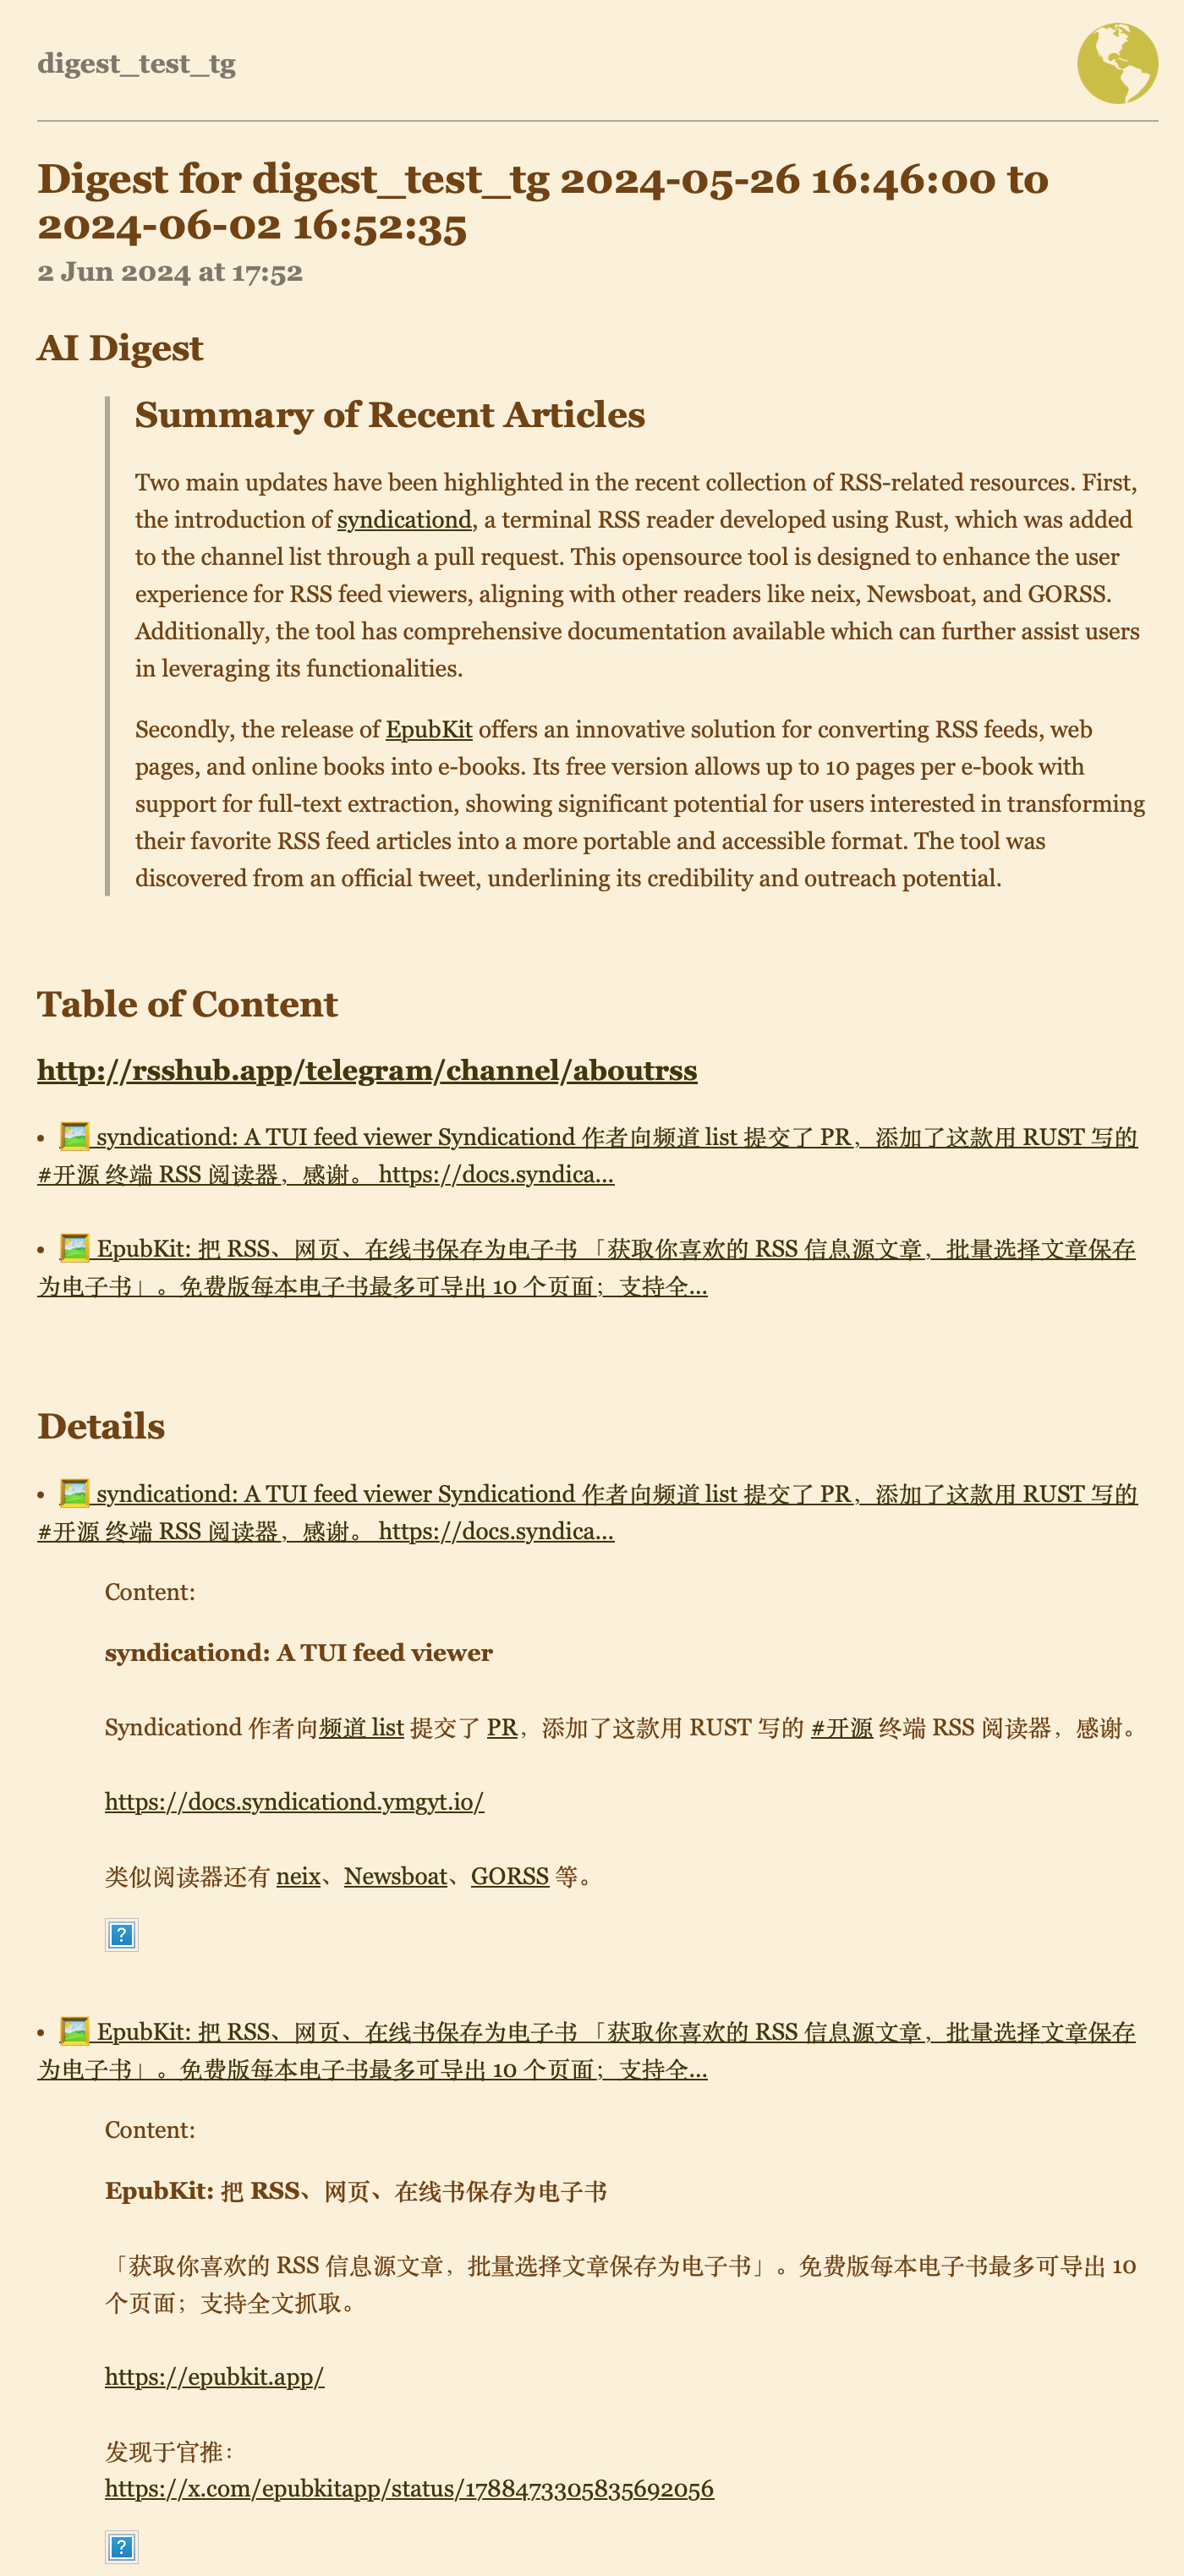 digest_test_tg
Digest for digest_test_tg 2024-05-26 16:46:00 to
2024-06-02 16:52:35
2 Jun 2024 at 17:52
AI Digest
Summary of Recent Articles
Two main updates have been highlighted in the recent collection of RSS-related resources. First,
the introduction of syndicationd, a terminal RSS reader developed using Rust, which was added
to the channel list through a pull request. This opensource tool is designed to enhance the user
experience for RSS feed viewers, aligning with other readers like neix, Newsboat, and GORSS.
Additionally, the tool has comprehensive documentation available which can further assist users
in leveraging its functionalities.
Secondly, the release of EpubKit offers an innovative solution for converting RSS feeds, web
pages, and online books into e-books. Its free version allows up to 10 pages per e-book with
support for full-text extraction, showing significant potential for users interested in transforming
their favorite RSS feed articles into a more portable and accessible format. The tool was
discovered from an official tweet, underlining its credibility and outreach potential.
Table of Content
http://rsshub.app/telegram/channel/aboutrss
• 🖼️ syndicationd: A TUI feed viewer Syndicationd 作者向频道 list 提交了 PR，添加了这款用 RUST 写的
#开源 终端 RSS 阅读器，感谢。 https://docs.syndica...
• 🖼️ EpubKit: 把 RSS、网页、在线书保存为电子书 「获取你喜欢的 RSS 信息源文章，批量选择文章保存
为电子书」。免费版每本电子书最多可导出 10 个页面；支持全...
Details
• 🖼️ syndicationd: A TUI feed viewer Syndicationd 作者向频道 list 提交了 PR，添加了这款用 RUST 写的
#开源 终端 RSS 阅读器，感谢。 https://docs.syndica...
Content:
syndicationd: A TUI feed viewer
Syndicationd 作者向频道 list 提交了 PR，添加了这款用 RUST 写的 #开源 终端 RSS 阅读器，感谢。
https://docs.syndicationd.ymgyt.io/
类似阅读器还有 neix、Newsboat、GORSS 等。
• 🖼️ EpubKit: 把 RSS、网页、在线书保存为电子书 「获取你喜欢的 RSS 信息源文章，批量选择文章保存
为电子书」。免费版每本电子书最多可导出 10 个页面；支持全...
Content:
EpubKit: 把 RSS、网页、在线书保存为电子书
「获取你喜欢的 RSS 信息源文章，批量选择文章保存为电子书」。免费版每本电子书最多可导出 10
个页面；支持全文抓取。
https://epubkit.app/
发现于官推：
https://x.com/epubkitapp/status/1788473305835692056